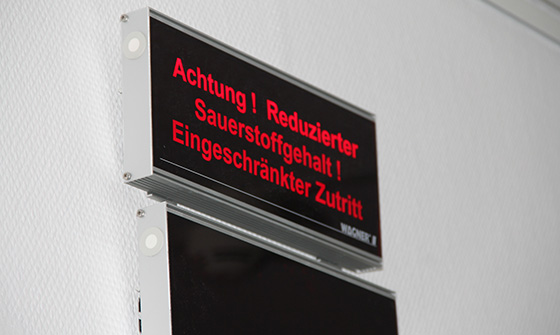 Achtung ! Reduzierter
Sauerstoffgehalt !
Eingeschränkter Zutritt
WAGNER